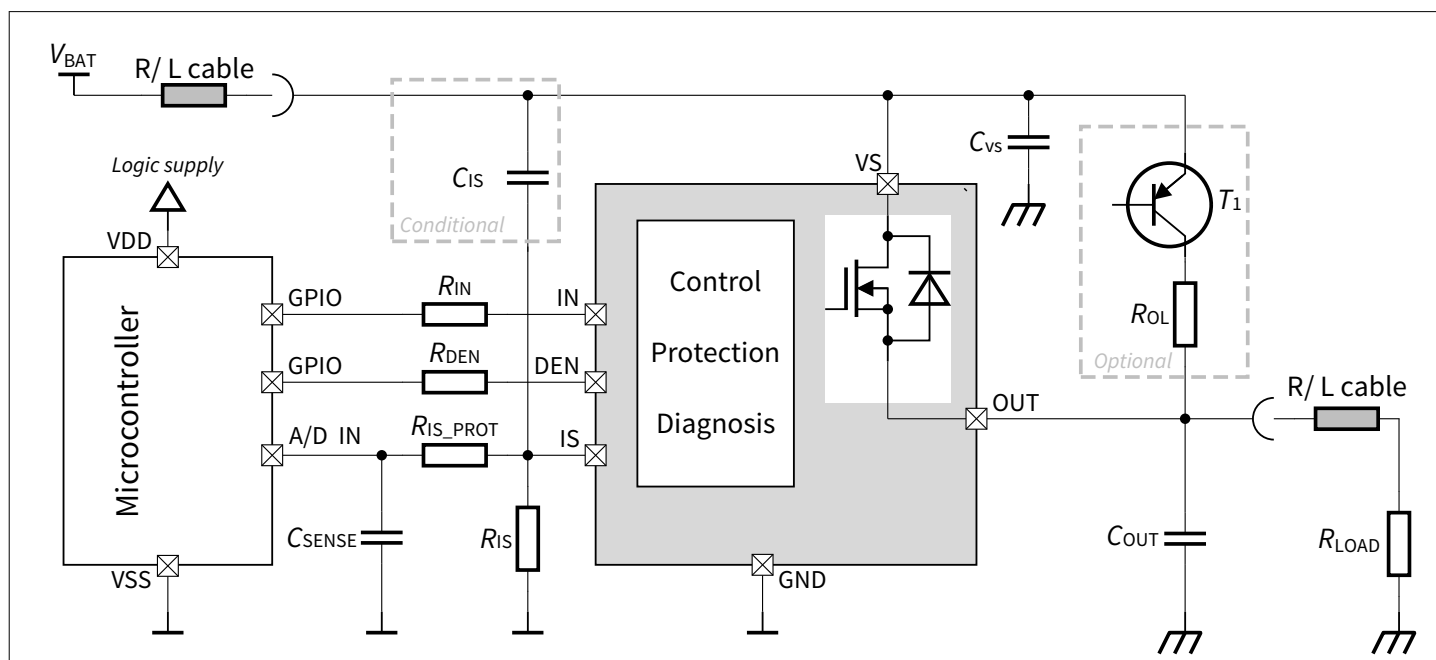 VBAT
R/ L cable
Logic supply
CIS
Conditional
VS
Cvs
T1
VDD
Microcontroller
GPIO
RIN
IN
GPIO
RDEN
DEN
A/D IN
RIS_PROT
IS
Control
Protection
Diagnosis
ROL
Optional
OUT
R/ L cable
CSENSE
RIS
COUT
RLOAD
VSS
GND